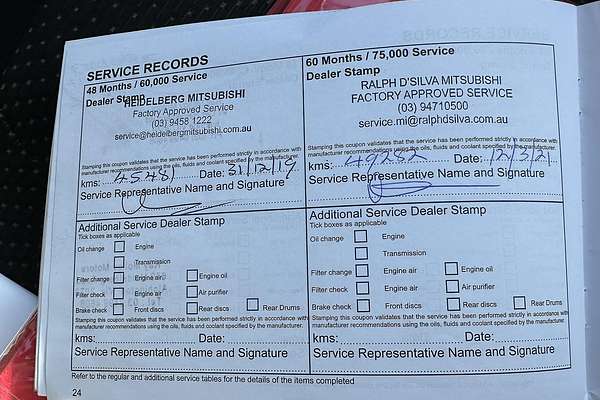 SERVICE RECORDS
48 Months / 60,000 Service
Dealer Stamp
HEIDELBERG MITSUBISHI
Factory Approved Service
(03) 9458 1222
service@heidelbergmitsubishi.com.au
Stamping this coupon validates that the service has been performed strictly in accordance with
manufacturer recommendations using the oils, fluids and coolant specified by the manufacturer.
kms: 45481 Date: 31/12/19
Service Representative Name and Signature
Additional Service Dealer Stamp
Tick boxes as applicable
Oil change Engine
Transmission
Filter change Engine air Engine oil
Filter check Engine air Air purifier
Brake check Front discs Rear discs Rear Drums
Stamping this coupon validates that the service has been performed strictly in accordance with
manufacturer recommendations using the oils, fluids and coolant specified by the manufacturer.
kms: Date:
Service Representative Name and Signature
60 Months / 75,000 Service
Dealer Stamp
RALPH D'SILVA MITSUBISHI
FACTORY APPROVED SERVICE
(03) 94710500
service.mi@ralphdsilva.com.au
Stamping this coupon validates that the service has been performed strictly in accordance with
manufacturer recommendations using the oils, fluids and coolant specified by the manufacturer.
kms: 49252 Date: 12/3/21
Service Representative Name and Signature
Additional Service Dealer Stamp
Tick boxes as applicable
Oil change Engine
Transmission
Filter change Engine air Engine oil
Filter check Engine air Air purifier
Brake check Front discs Rear discs Rear Drums
Stamping this coupon validates that the service has been performed strictly in accordance with
manufacturer recommendations using the oils, fluids and coolant specified by the manufacturer.
kms: Date:
Service Representative Name and Signature
Refer to the regular and additional service tables for the details of the items completed
24